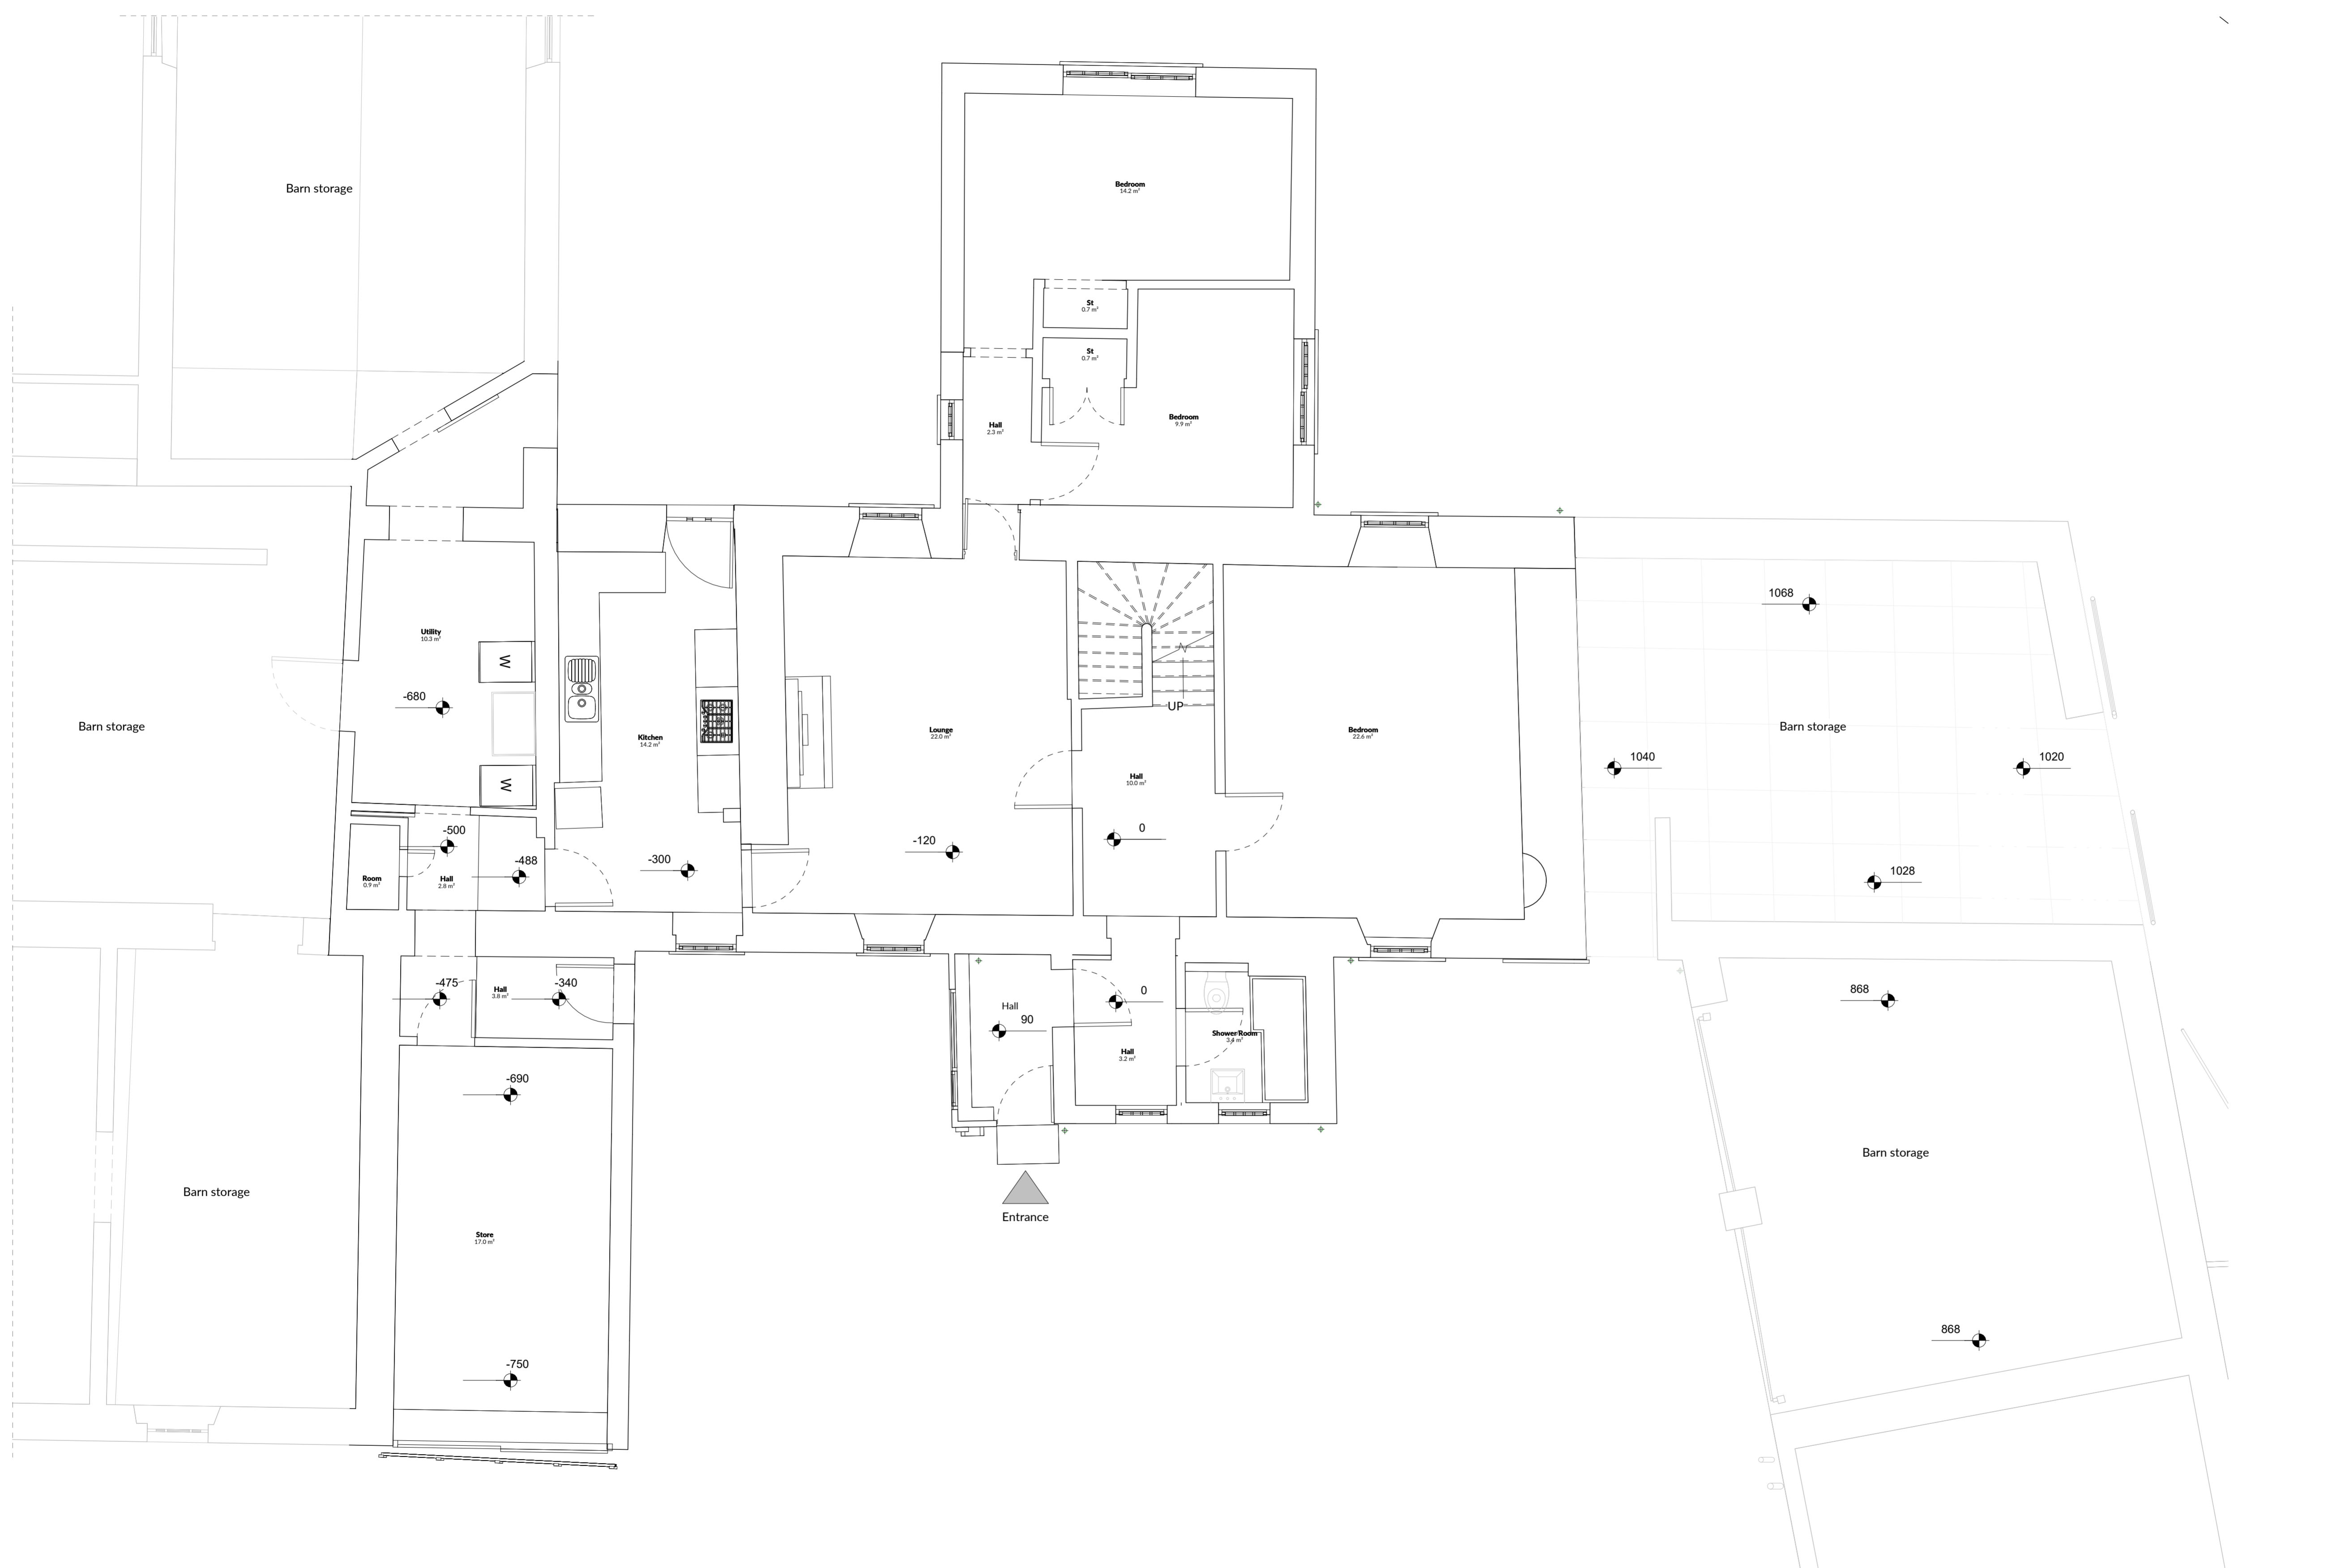 Barn storage
Bedroom
14.2 m²
St
0.7 m²
St
0.7 m²
Hall
2.3 m²
Bedroom
9.9 m²
1068
Utility
10.3 m²
W
-680
Kitchen
14.2 m²
Lounge
22.0 m²
UP
Bedroom
22.6 m²
Barn storage
Barn storage
1040
1020
Hall
10.0 m²
W
-500
-488
-300
-120
0
1028
Room
0.9 m²
Hall
2.8 m²
-475
Hall
3.8 m²
-340
Hall
90
0
Hall
3.2 m²
Shower Room
3.4 m²
868
-690
Barn storage
Barn storage
Entrance
Store
17.0 m²
868
-750